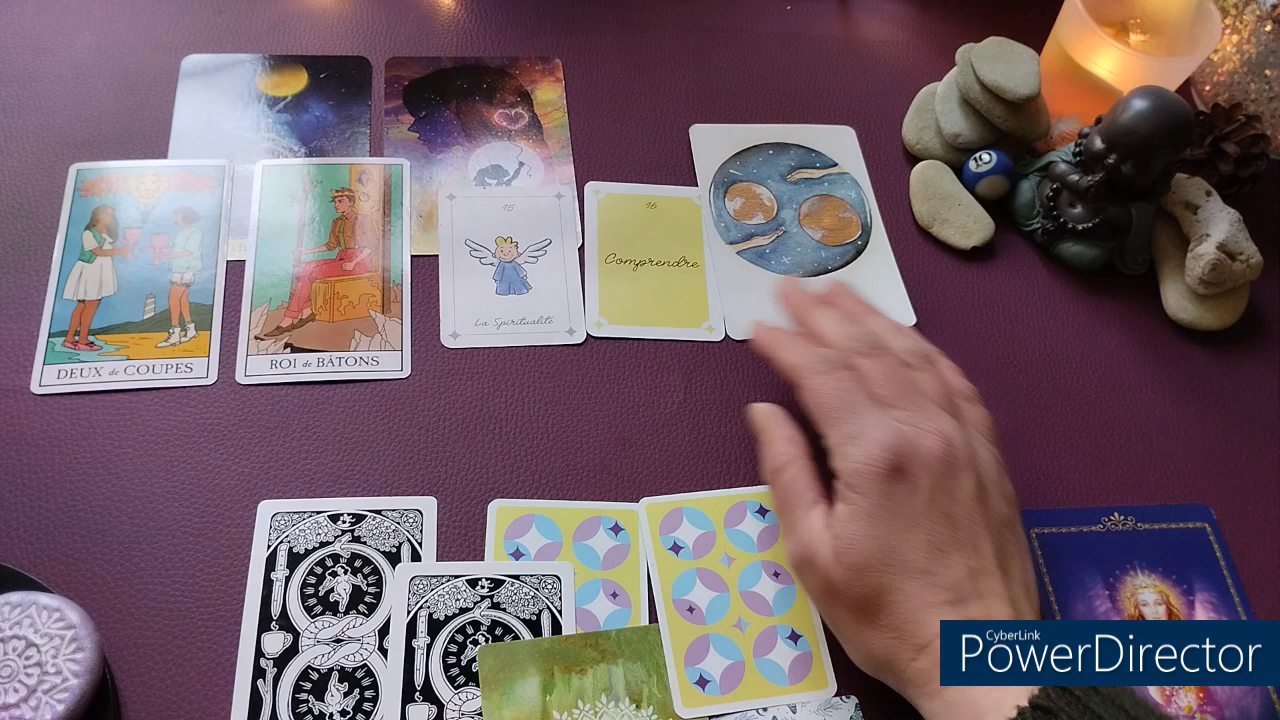 DEUX de COUPES
ROI de BÂTONS
15
La Spiritualité
16
Comprendre
10
CyberLink
PowerDirector